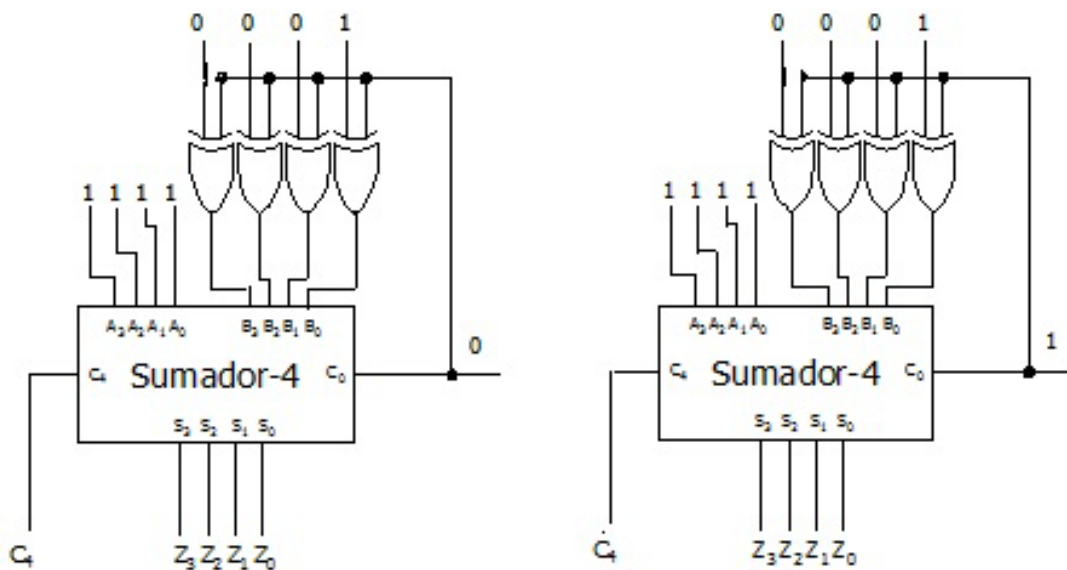 0 0 0 1
1 1 1 1
A₃ A₂ A₁ A₀ B₃ B₂ B₁ B₀
0
C₄ Sumador-4 C₀
S₃ S₂ S₁ S₀
C₄ Z₃ Z₂ Z₁ Z₀
0 0 0 1
1 1 1 1
A₃ A₂ A₁ A₀ B₃ B₂ B₁ B₀
1
C₄ Sumador-4 C₀
S₃ S₂ S₁ S₀
C₄ Z₃ Z₂ Z₁ Z₀